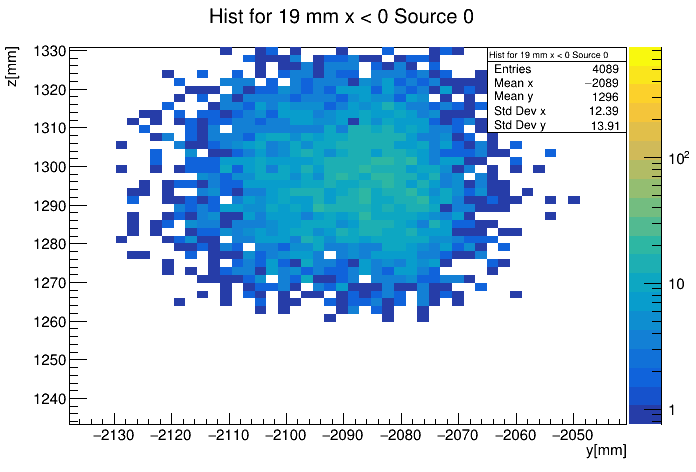 Hist for 19 mm x < 0 Source 0
z[mm]
1330
1320
1310
1300
1290
1280
1270
1260
1250
1240
Hist for 19 mm x < 0 Source 0
Entries 4089
Mean x −2089
Mean y 1296
Std Dev x 12.39
Std Dev y 13.91
10²
10
1
−2130 −2120 −2110 −2100 −2090 −2080 −2070 −2060 −2050
y[mm]